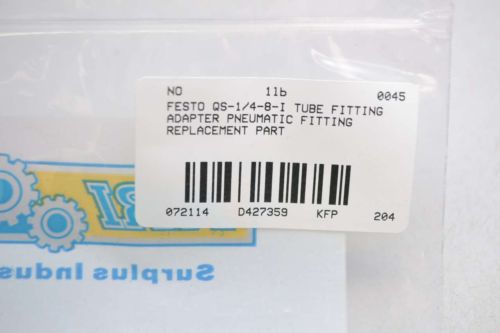 NO 11b 0045
FESTO QS-1/4-8-I TUBE FITTING
ADAPTER PNEUMATIC FITTING
REPLACEMENT PART
072114 D427359 KFP 204
Surplus Indus